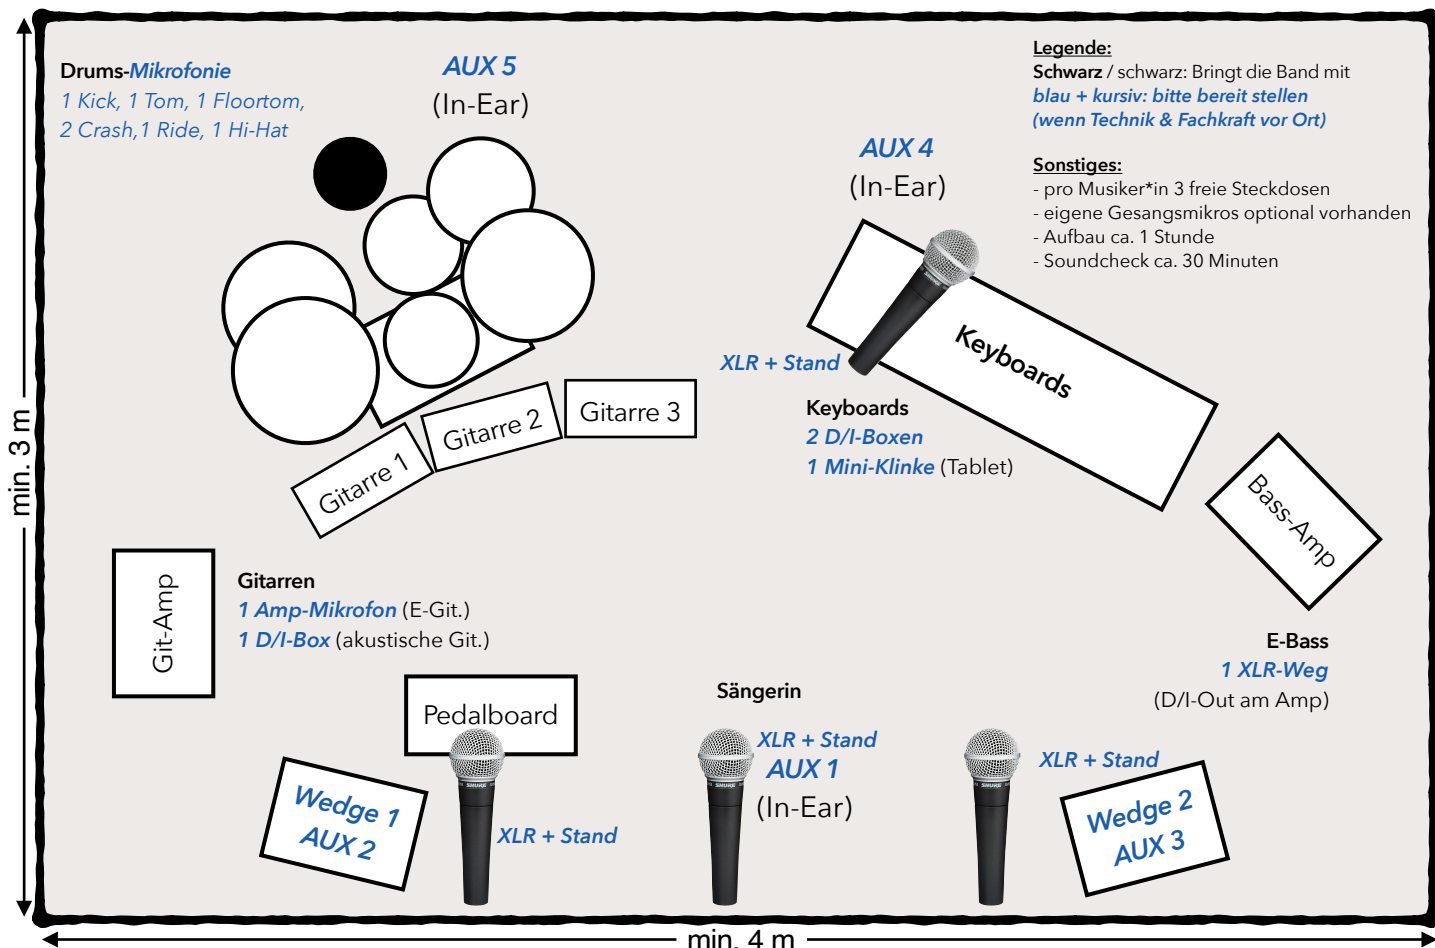 Drums-Mikrofonie
1 Kick, 1 Tom, 1 Floortom,
2 Crash,1 Ride, 1 Hi-Hat
AUX 5
(In-Ear)
Legende:
Schwarz / schwarz: Bringt die Band mit
blau + kursiv: bitte bereit stellen
(wenn Technik & Fachkraft vor Ort)
Sonstiges:
- pro Musiker*in 3 freie Steckdosen
- eigene Gesangsmikros optional vorhanden
- Aufbau ca. 1 Stunde
- Soundcheck ca. 30 Minuten
AUX 4
(In-Ear)
XLR + Stand
Keyboards
Keyboards
2 D/I-Boxen
1 Mini-Klinke (Tablet)
Gitarre 1
Gitarre 2
Gitarre 3
min. 3 m
Bass-Amp
Git-Amp
Gitarren
1 Amp-Mikrofon (E-Git.)
1 D/I-Box (akustische Git.)
E-Bass
1 XLR-Weg
(D/I-Out am Amp)
Pedalboard
Sängerin
XLR + Stand
AUX 1
(In-Ear)
XLR + Stand
Wedge 1
AUX 2
XLR + Stand
Wedge 2
AUX 3
SHURE
SHURE
SHURE
min. 4 m